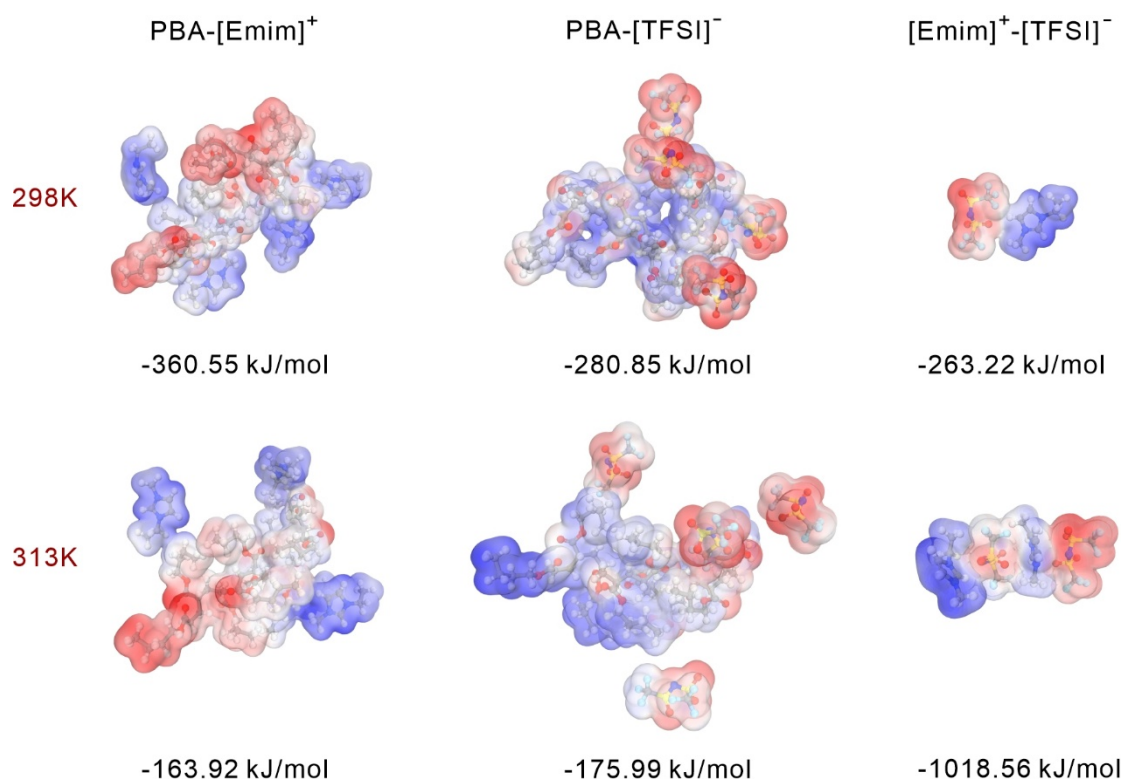 PBA-[Emim]⁺ PBA-[TFSI]⁻ [Emim]⁺-[TFSI]⁻
298K
-360.55 kJ/mol -280.85 kJ/mol -263.22 kJ/mol
313K
-163.92 kJ/mol -175.99 kJ/mol -1018.56 kJ/mol